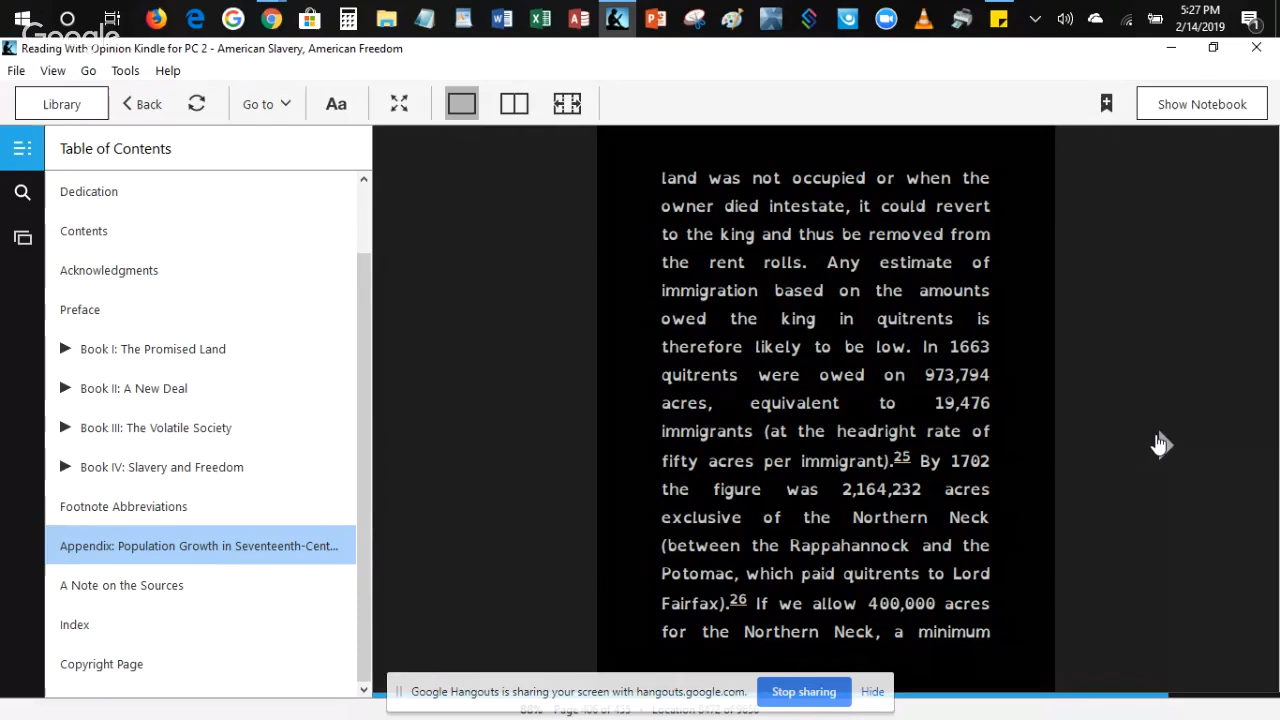 5:27 PM
2/14/2019
Google
Reading With Opinion Kindle for PC 2 - American Slavery, American Freedom
File View Go Tools Help
Library Back Go to Aa Show Notebook
Table of Contents
Dedication
Contents
Acknowledgments
Preface
Book I: The Promised Land
Book II: A New Deal
Book III: The Volatile Society
Book IV: Slavery and Freedom
Footnote Abbreviations
Appendix: Population Growth in Seventeenth-Cent...
A Note on the Sources
Index
Copyright Page
land was not occupied or when the
owner died intestate, it could revert
to the king and thus be removed from
the rent rolls. Any estimate of
immigration based on the amounts
owed the king in quitrents is
therefore likely to be low. In 1663
quitrents were owed on 973,794
acres, equivalent to 19,476
immigrants (at the headright rate of
fifty acres per immigrant).25 By 1702
the figure was 2,164,232 acres
exclusive of the Northern Neck
(between the Rappahannock and the
Potomac, which paid quitrents to Lord
Fairfax).26 If we allow 400,000 acres
for the Northern Neck, a minimum
Google Hangouts is sharing your screen with hangouts.google.com. Stop sharing Hide